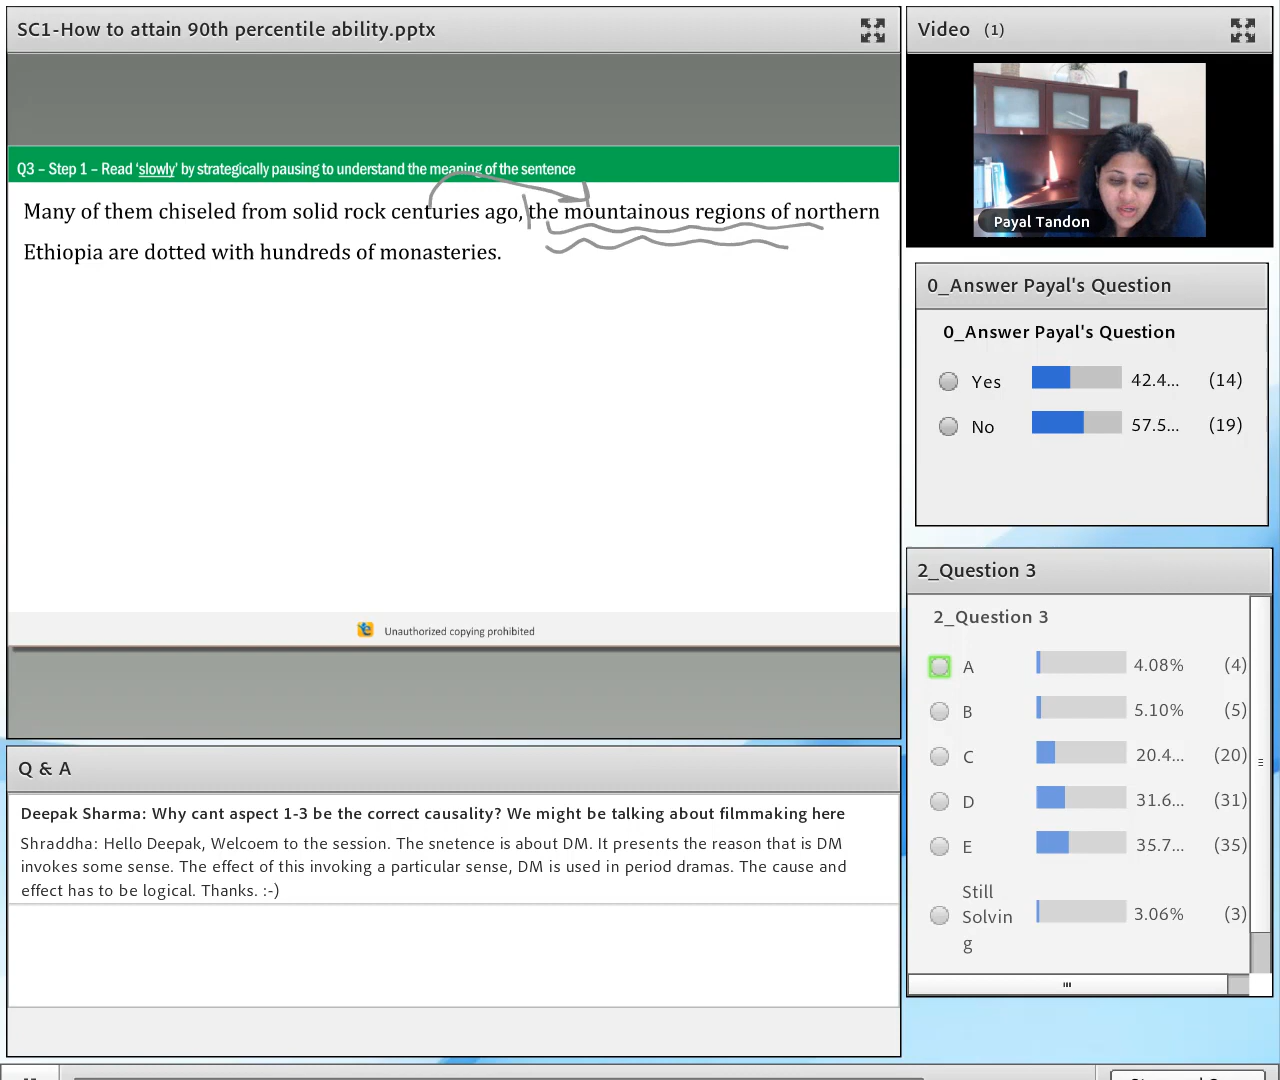 SC1-How to attain 90th percentile ability.pptx
Q3 – Step 1 – Read ‘slowly’ by strategically pausing to understand the meaning of the sentence
Many of them chiseled from solid rock centuries ago, the mountainous regions of northern
Ethiopia are dotted with hundreds of monasteries.
Unauthorized copying prohibited
Q & A
Deepak Sharma: Why cant aspect 1-3 be the correct causality? We might be talking about filmmaking here
Shraddha: Hello Deepak, Welcoem to the session. The snetence is about DM. It presents the reason that is DM
invokes some sense. The effect of this invoking a particular sense, DM is used in period dramas. The cause and
effect has to be logical. Thanks. :-)
Video (1)
Payal Tandon
0_Answer Payal's Question
0_Answer Payal's Question
Yes 42.4... (14)
No 57.5... (19)
2_Question 3
2_Question 3
A 4.08% (4)
B 5.10% (5)
C 20.4... (20)
D 31.6... (31)
E 35.7... (35)
Still
Solvin 3.06% (3)
g